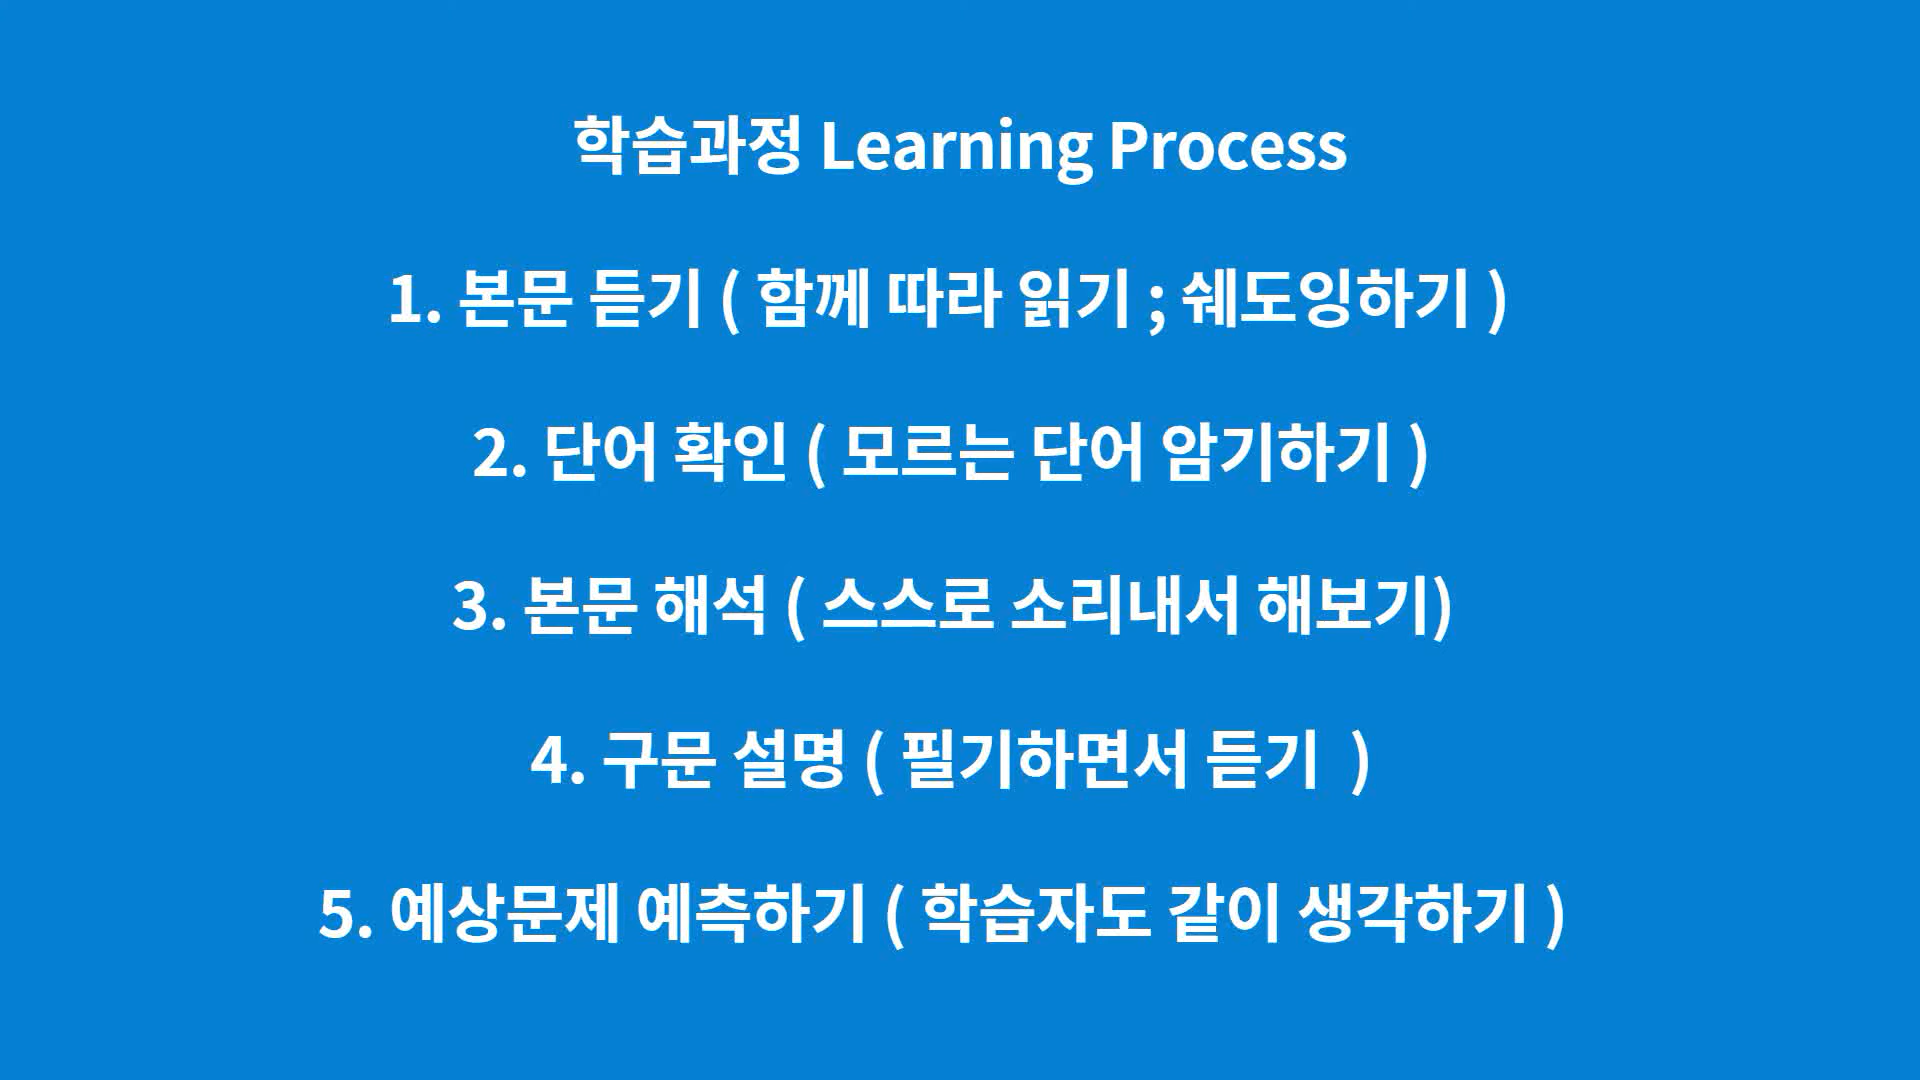 학습과정 Learning Process
1. 본문 듣기 ( 함께 따라 읽기 ; 쉐도잉하기 )
2. 단어 확인 ( 모르는 단어 암기하기 )
3. 본문 해석 ( 스스로 소리내서 해보기)
4. 구문 설명 ( 필기하면서 듣기  )
5. 예상문제 예측하기 ( 학습자도 같이 생각하기 )